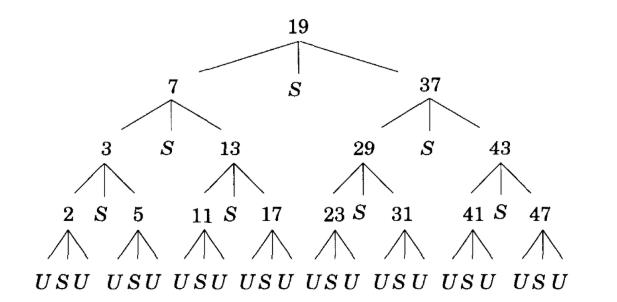 19
7 S 37
3 S 13 29 S 43
2 S 5 11 S 17 23 S 31 41 S 47
U S U U S U U S U U S U U S U U S U U S U U S U